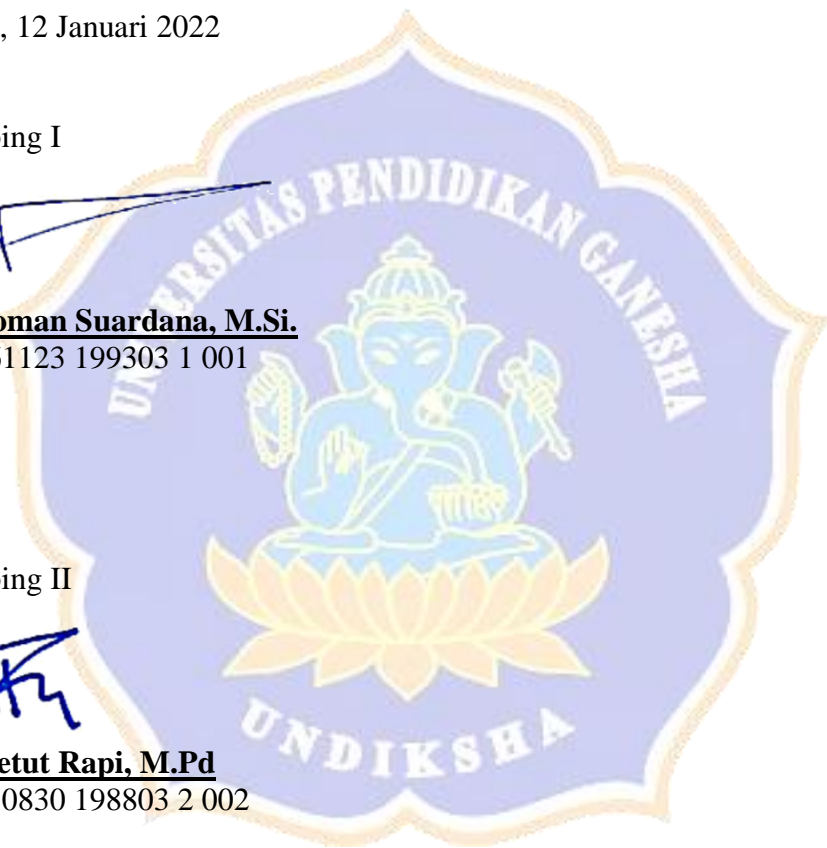 , 12 Januari 2022
ing I
UNIVERSITAS PENDIDIKAN GANESHA
oman Suardana, M.Si.
1123 199303 1 001
ing II
UNDIKSHA
etut Rapi, M.Pd
0830 198803 2 002